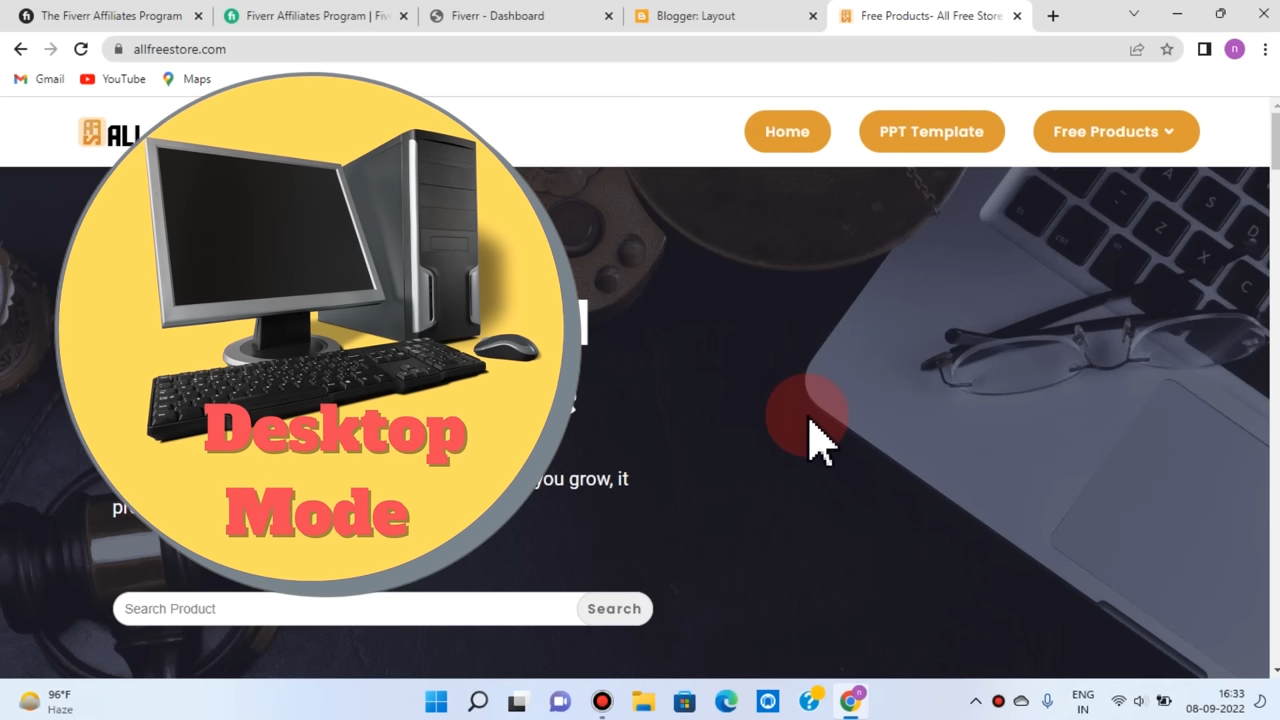 The Fiverr Affiliates Program
Fiverr Affiliates Program | Fiv
Fiverr - Dashboard
Blogger: Layout
Free Products- All Free Store
n
allfreestore.com
Gmail
YouTube
Maps
ALL
Home
PPT Template
Free Products
Desktop
Mode
you grow, it
Search Product
Search
96°F
Haze
ENG
IN
16:33
08-09-2022